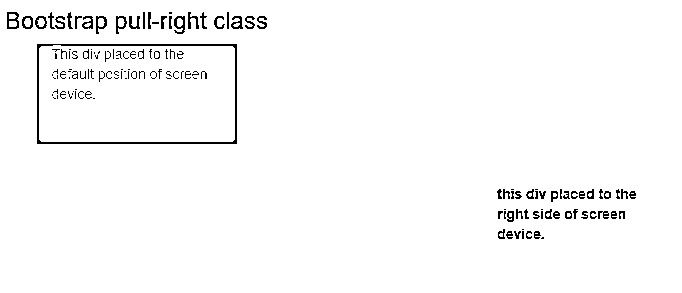 Bootstrap pull-right class
This div placed to the
default position of screen
device.
this div placed to the
right side of screen
device.